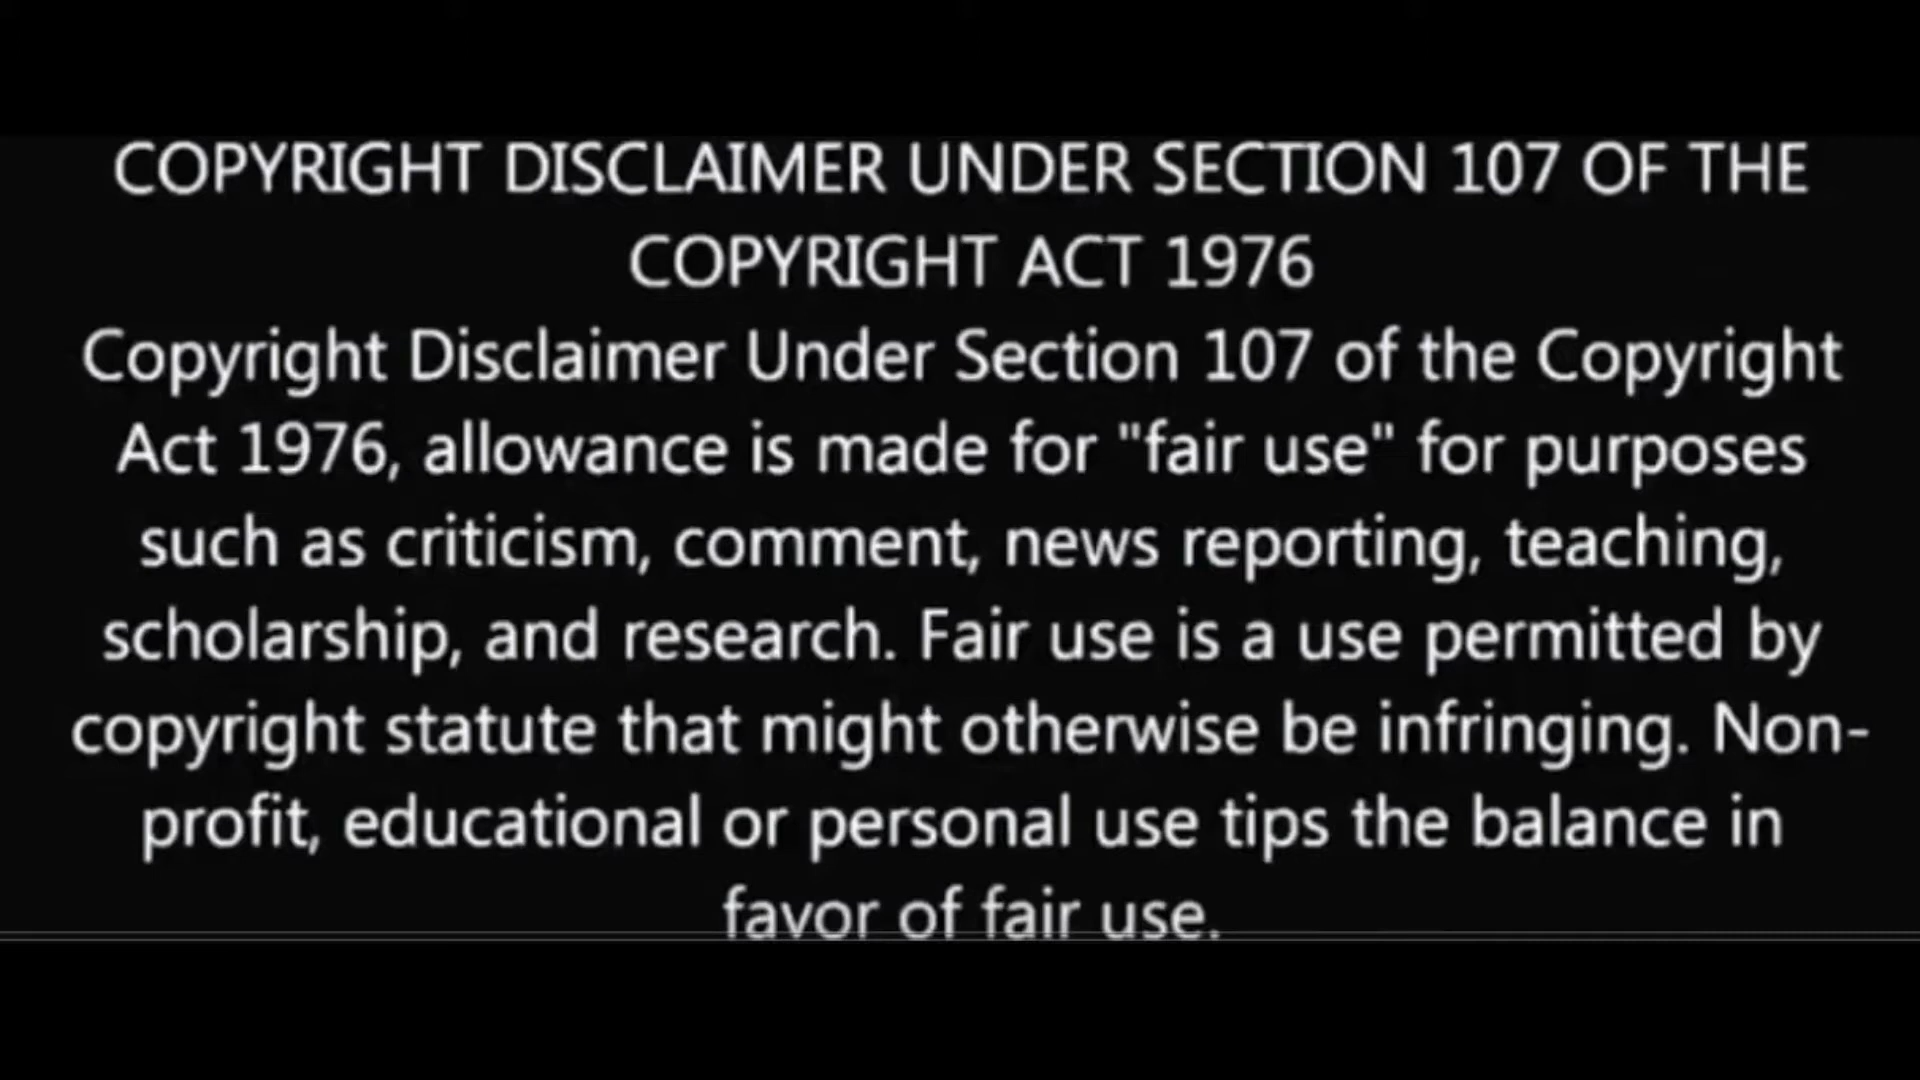 COPYRIGHT DISCLAIMER UNDER SECTION 107 OF THE
COPYRIGHT ACT 1976
Copyright Disclaimer Under Section 107 of the Copyright
Act 1976, allowance is made for "fair use" for purposes
such as criticism, comment, news reporting, teaching,
scholarship, and research. Fair use is a use permitted by
copyright statute that might otherwise be infringing. Non-
profit, educational or personal use tips the balance in
favor of fair use.